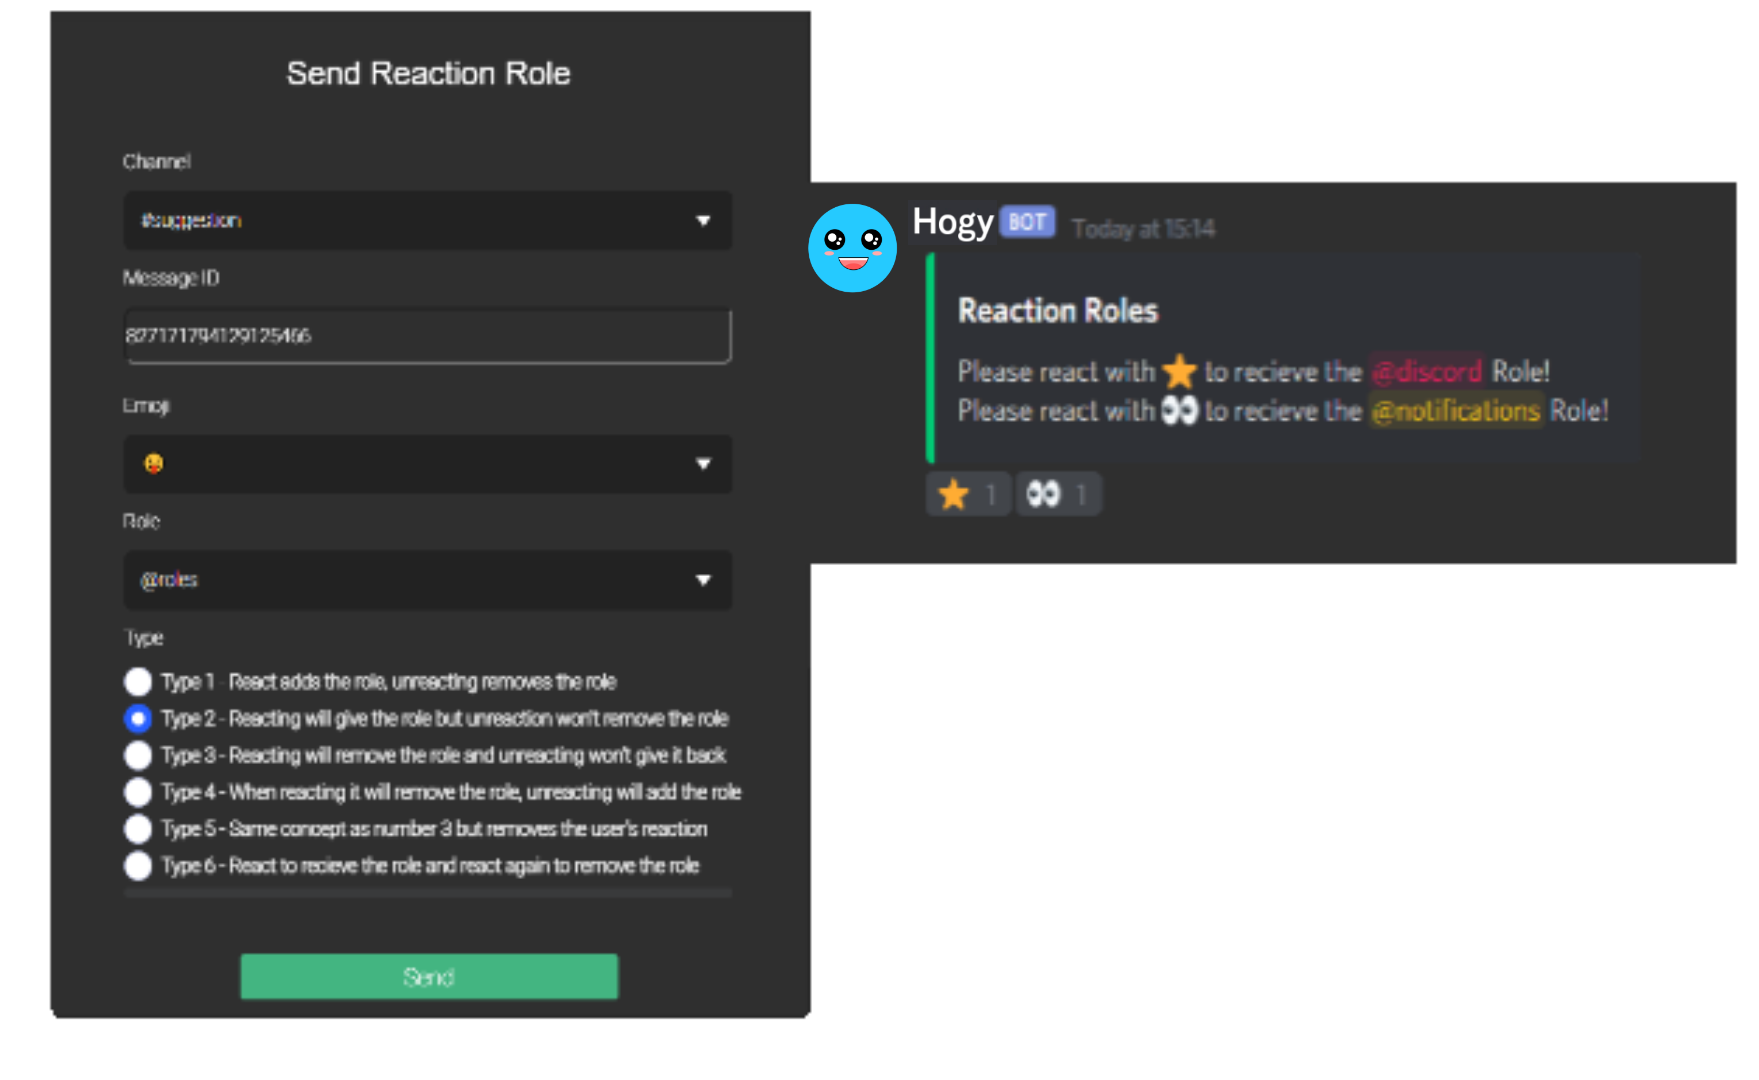 Send Reaction Role
Channel
#suggestion
Message ID
827171794129125466
Emoji
Role
@roles
Type
Type 1 - React adds the role, unreacting removes the role
Type 2 - Reacting will give the role but unreaction won't remove the role
Type 3 - Reacting will remove the role and unreacting won't give it back
Type 4 - When reacting it will remove the role, unreacting will add the role
Type 5 - Same concept as number 3 but removes the user's reaction
Type 6 - React to recieve the role and react again to remove the role
Send
Hogy BOT Today at 15:14
Reaction Roles
Please react with ⭐ to recieve the @discord Role!
Please react with 👀 to recieve the @notifications Role!
⭐ 1 👀 1